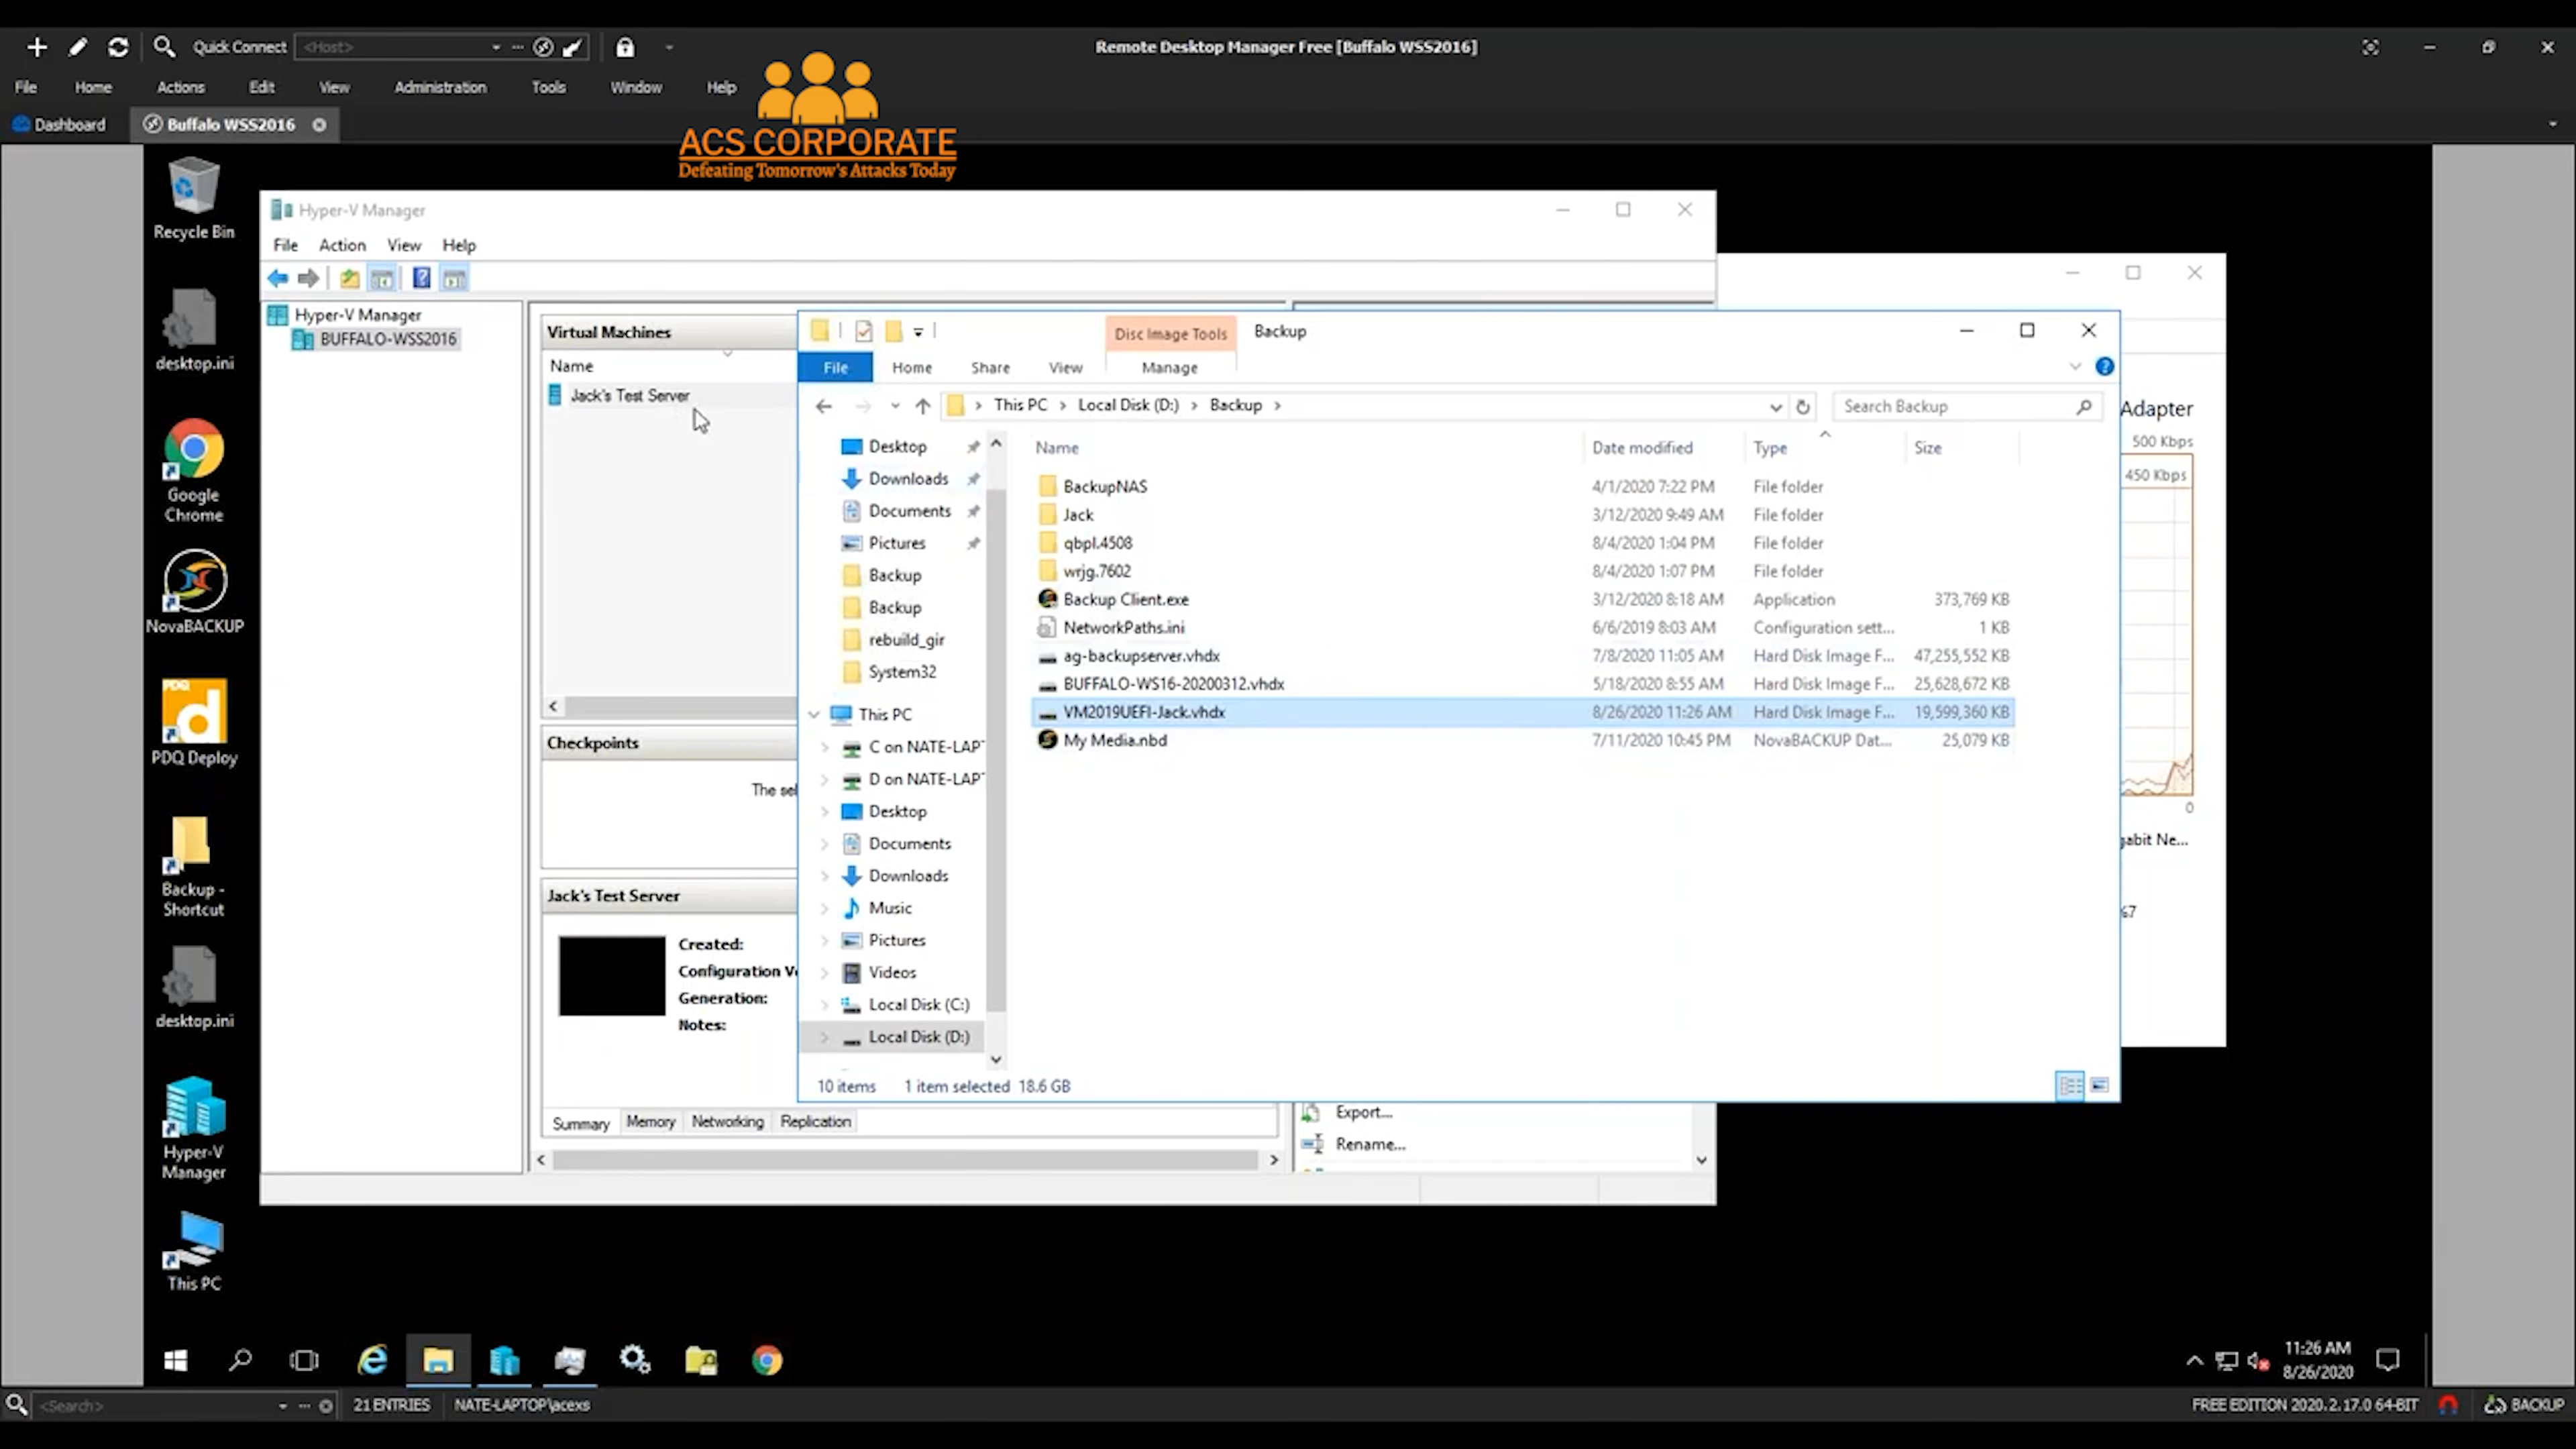 Quick Connect <Host>
Remote Desktop Manager Free [Buffalo WSS2016]
File Home Actions Edit View Administration Tools Window Help
Dashboard Buffalo WSS2016
ACS CORPORATE
Defeating Tomorrow's Attacks Today
Recycle Bin
desktop.ini
Google
Chrome
NovaBACKUP
PDQ
PDQ Deploy
Backup -
Shortcut
desktop.ini
Hyper-V
Manager
This PC
Hyper-V Manager
File Action View Help
Hyper-V Manager
BUFFALO-WSS2016
Virtual Machines
Name
Jack's Test Server
Checkpoints
The sel
Jack's Test Server
Created:
Configuration Ve
Generation:
Notes:
Summary Memory Networking Replication
Export...
Rename...
Disc Image Tools Backup
File Home Share View Manage
This PC Local Disk (D:) Backup
Search Backup
Desktop
Downloads
Documents
Pictures
Backup
Backup
rebuild_gir
System32
This PC
C on NATE-LAPT
D on NATE-LAPT
Desktop
Documents
Downloads
Music
Pictures
Videos
Local Disk (C:)
Local Disk (D:)
Name Date modified Type Size
BackupNAS 4/1/2020 7:22 PM File folder
Jack 3/12/2020 9:49 AM File folder
qbpl.4508 8/4/2020 1:04 PM File folder
wrjg.7602 8/4/2020 1:07 PM File folder
Backup Client.exe 3/12/2020 8:18 AM Application 373,769 KB
NetworkPaths.ini 6/6/2019 8:03 AM Configuration sett... 1 KB
ag-backupserver.vhdx 7/8/2020 11:05 AM Hard Disk Image F... 47,255,552 KB
BUFFALO-WS16-20200312.vhdx 5/18/2020 8:55 AM Hard Disk Image F... 25,628,672 KB
VM2019UEFI-Jack.vhdx 8/26/2020 11:26 AM Hard Disk Image F... 19,599,360 KB
My Media.nbd 7/11/2020 10:45 PM NovaBACKUP Dat... 25,079 KB
10 items 1 item selected 18.6 GB
Adapter
500 Kbps
450 Kbps
0
gabit Ne...
67
11:26 AM
8/26/2020
<Search> 21 ENTRIES NATE-LAPTOP\acexs
FREE EDITION 2020.2.17.0 64-BIT BACKUP